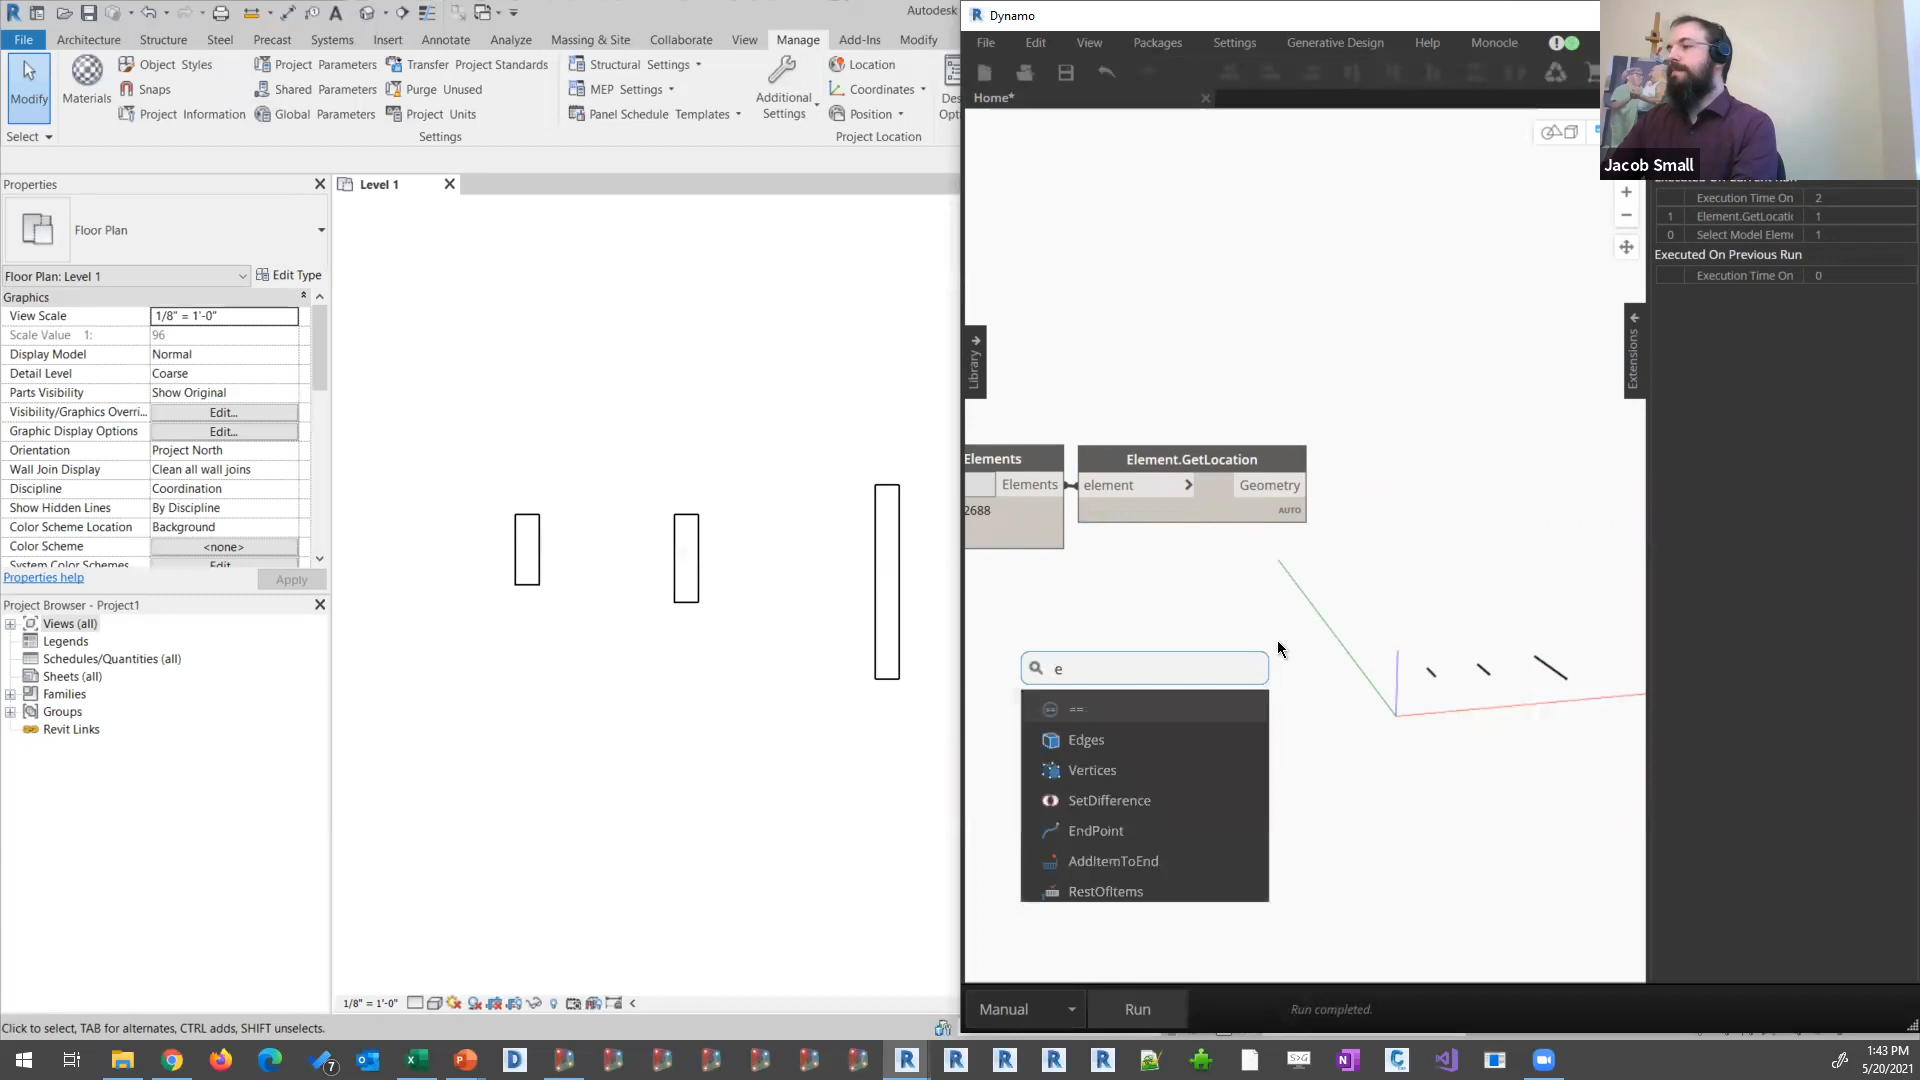 Autodesk
File Architecture Structure Steel Precast Systems Insert Annotate Analyze Massing & Site Collaborate View Manage Add-Ins Modify
Modify
Materials
Object Styles
Snaps
Project Information
Project Parameters
Shared Parameters
Global Parameters
Transfer Project Standards
Purge Unused
Project Units
Structural Settings
MEP Settings
Panel Schedule Templates
Additional
Settings
Location
Coordinates
Position
Select
Settings
Project Location
Properties
Level 1
Floor Plan
Floor Plan: Level 1
Edit Type
Graphics
View Scale 1/8" = 1'-0"
Scale Value 1: 96
Display Model Normal
Detail Level Coarse
Parts Visibility Show Original
Visibility/Graphics Overri... Edit...
Graphic Display Options Edit...
Orientation Project North
Wall Join Display Clean all wall joins
Discipline Coordination
Show Hidden Lines By Discipline
Color Scheme Location Background
Color Scheme <none>
System Color Schemes Edit
Properties help
Apply
Project Browser - Project1
Views (all)
Legends
Schedules/Quantities (all)
Sheets (all)
Families
Groups
Revit Links
1/8" = 1'-0"
Click to select, TAB for alternates, CTRL adds, SHIFT unselects.
Dynamo
File Edit View Packages Settings Generative Design Help Monocle
Home*
Library
Elements
Elements
2688
Element.GetLocation
element > Geometry
AUTO
e
==
Edges
Vertices
SetDifference
EndPoint
AddItemToEnd
RestOfItems
Extensions
Jacob Small
Execution Time On 2
1 Element.GetLocati 1
0 Select Model Elem 1
Executed On Previous Run
Execution Time On 0
Manual
Run
Run completed.
7
1:43 PM
5/20/2021